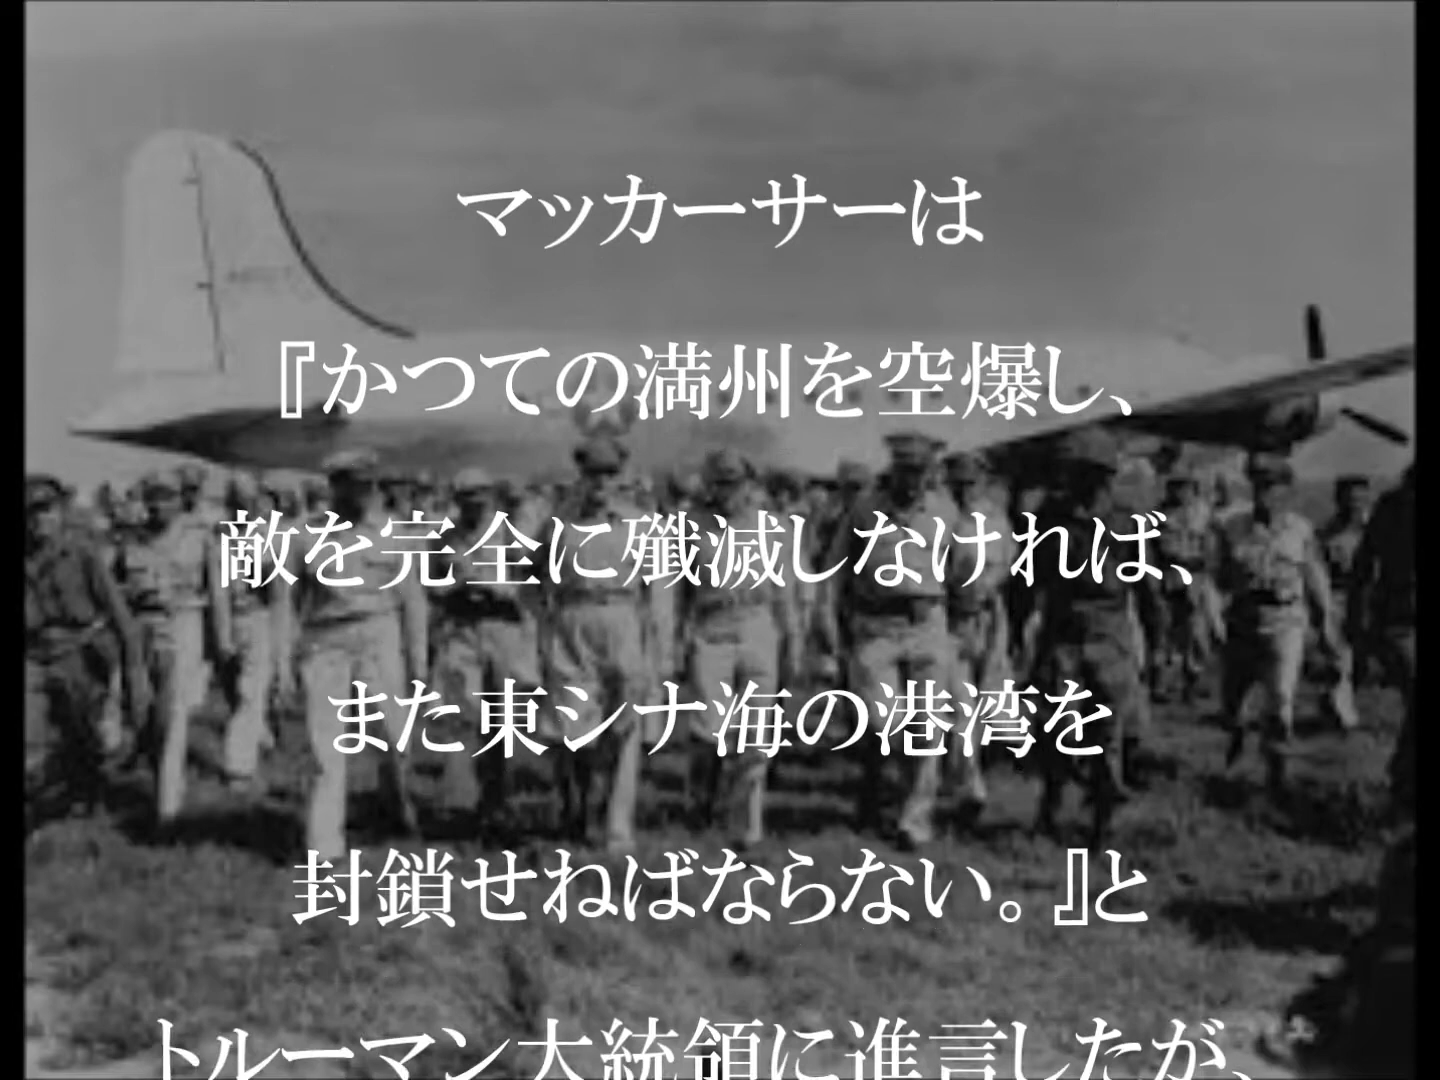 マッカーサーは
『かつての満州を空爆し、
敵を完全に殲滅しなければ、
また東シナ海の港湾を
封鎖せねばならない。』と
トルーマン大統領に進言したが、